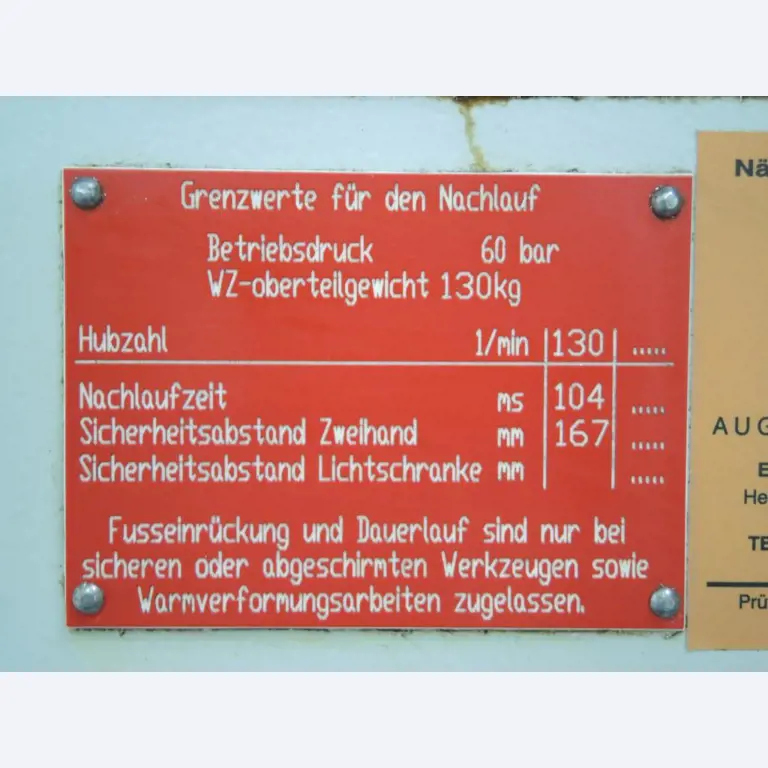 Grenzwerte für den Nachlauf
Betriebsdruck 60 bar
WZ-oberteilgewicht 130kg
Hubzahl 1/min 130 .....
Nachlaufzeit ms 104 .....
Sicherheitsabstand Zweihand mm 167 .....
Sicherheitsabstand Lichtschranke mm .....
Fusseinrückung und Dauerlauf sind nur bei
sicheren oder abgeschirmten Werkzeugen sowie
Warmverformungsarbeiten zugelassen.
Nä
AUG
E
He
TE
Prü